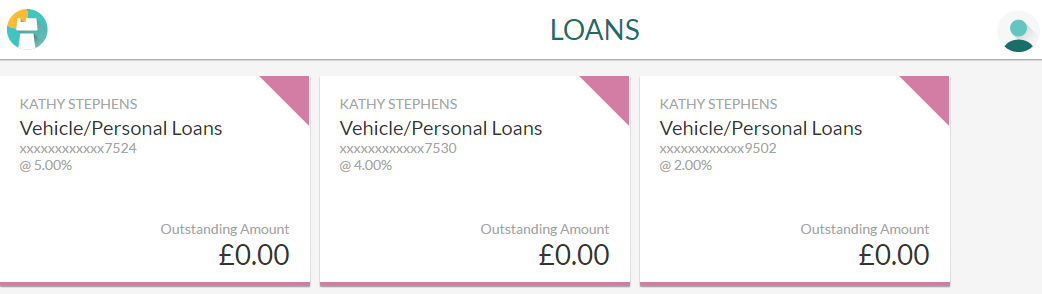 LOANS
KATHY STEPHENS
Vehicle/Personal Loans
xxxxxxxxxxxx7524
@ 5.00%
Outstanding Amount
£0.00
KATHY STEPHENS
Vehicle/Personal Loans
xxxxxxxxxxxx7530
@ 4.00%
Outstanding Amount
£0.00
KATHY STEPHENS
Vehicle/Personal Loans
xxxxxxxxxxxx9502
@ 2.00%
Outstanding Amount
£0.00